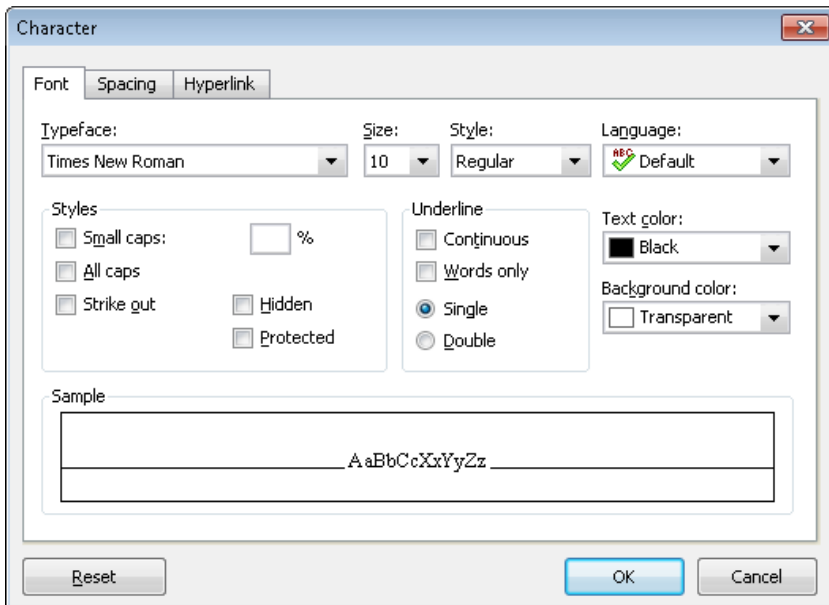 Character
Font Spacing Hyperlink
Typeface: Size: Style: Language:
Times New Roman 10 Regular ABC Default
Styles Underline Text color:
Small caps: % Continuous Black
All caps Words only Background color:
Strike out Hidden Single Transparent
Protected Double
Sample
AaBbCcXxYyZz
Reset OK Cancel